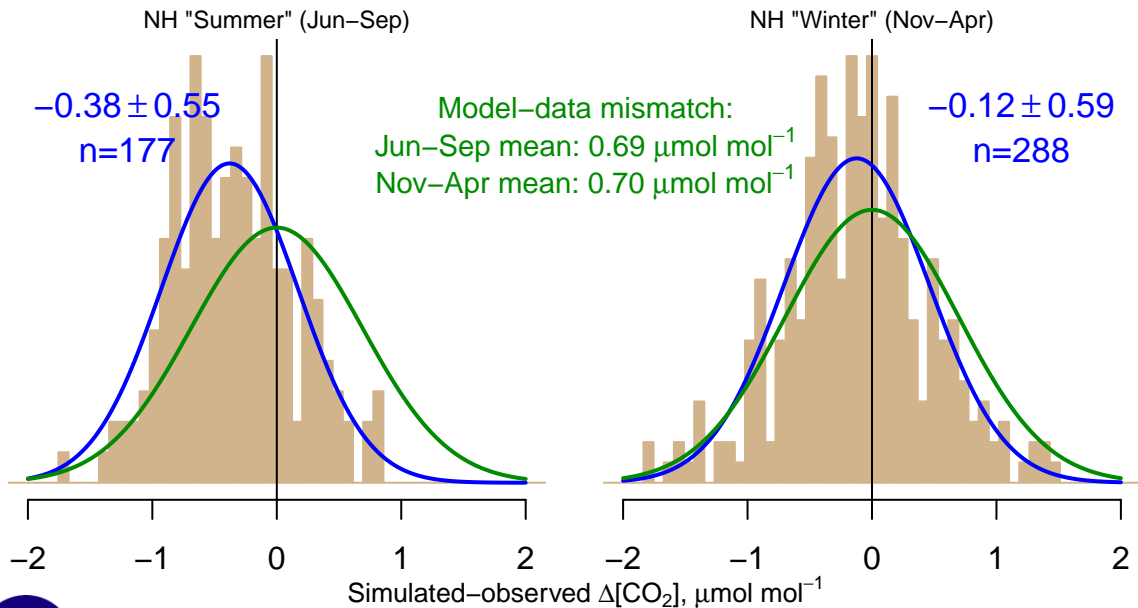 NH "Summer" (Jun−Sep)
NH "Winter" (Nov−Apr)
−0.38 ± 0.55
n=177
Model−data mismatch:
Jun−Sep mean: 0.69 μmol mol⁻¹
Nov−Apr mean: 0.70 μmol mol⁻¹
−0.12 ± 0.59
n=288
−2 −1 0 1 2
−2 −1 0 1 2
Simulated−observed Δ[CO₂], μmol mol⁻¹